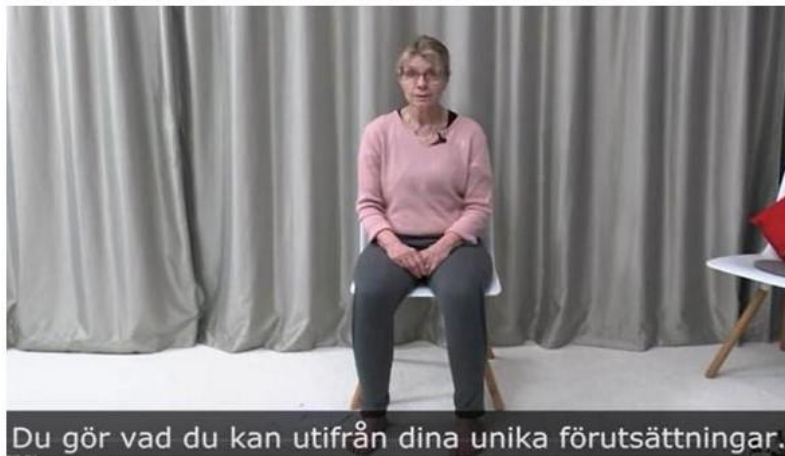 Du gör vad du kan utifrån dina unika förutsättningar.